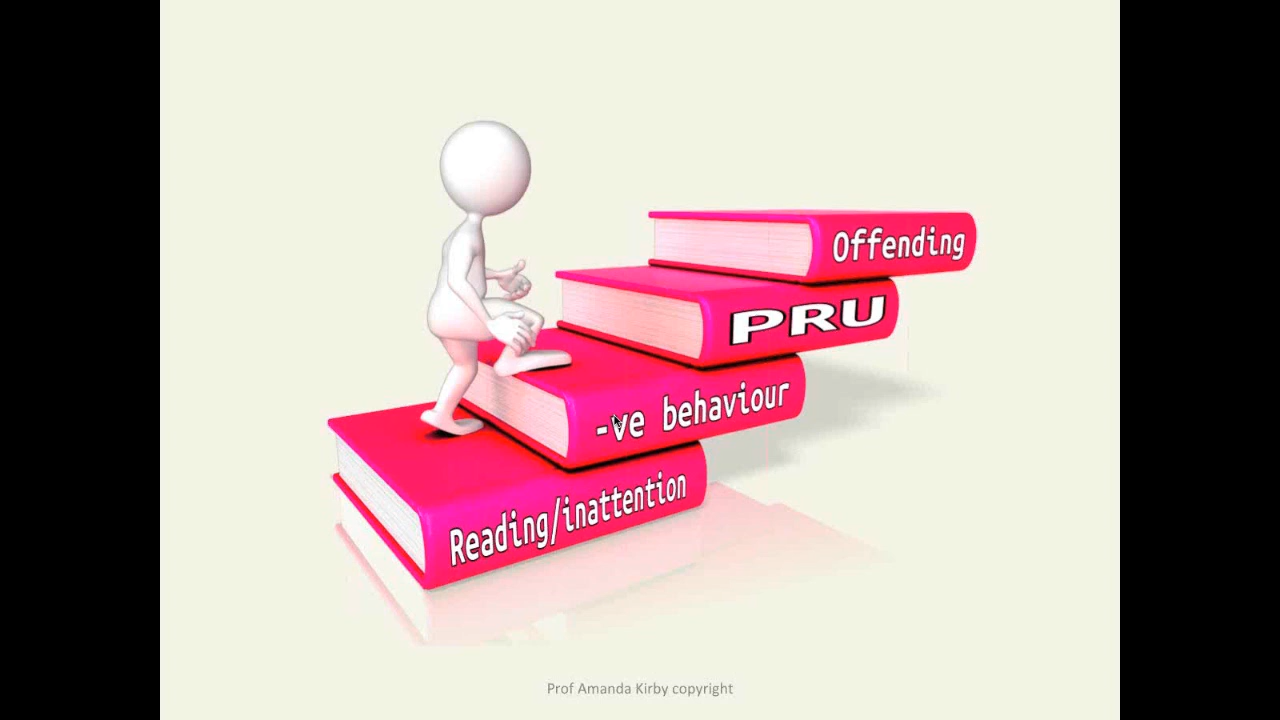 Offending
PRU
-ve behaviour
Reading/inattention
Prof Amanda Kirby copyright